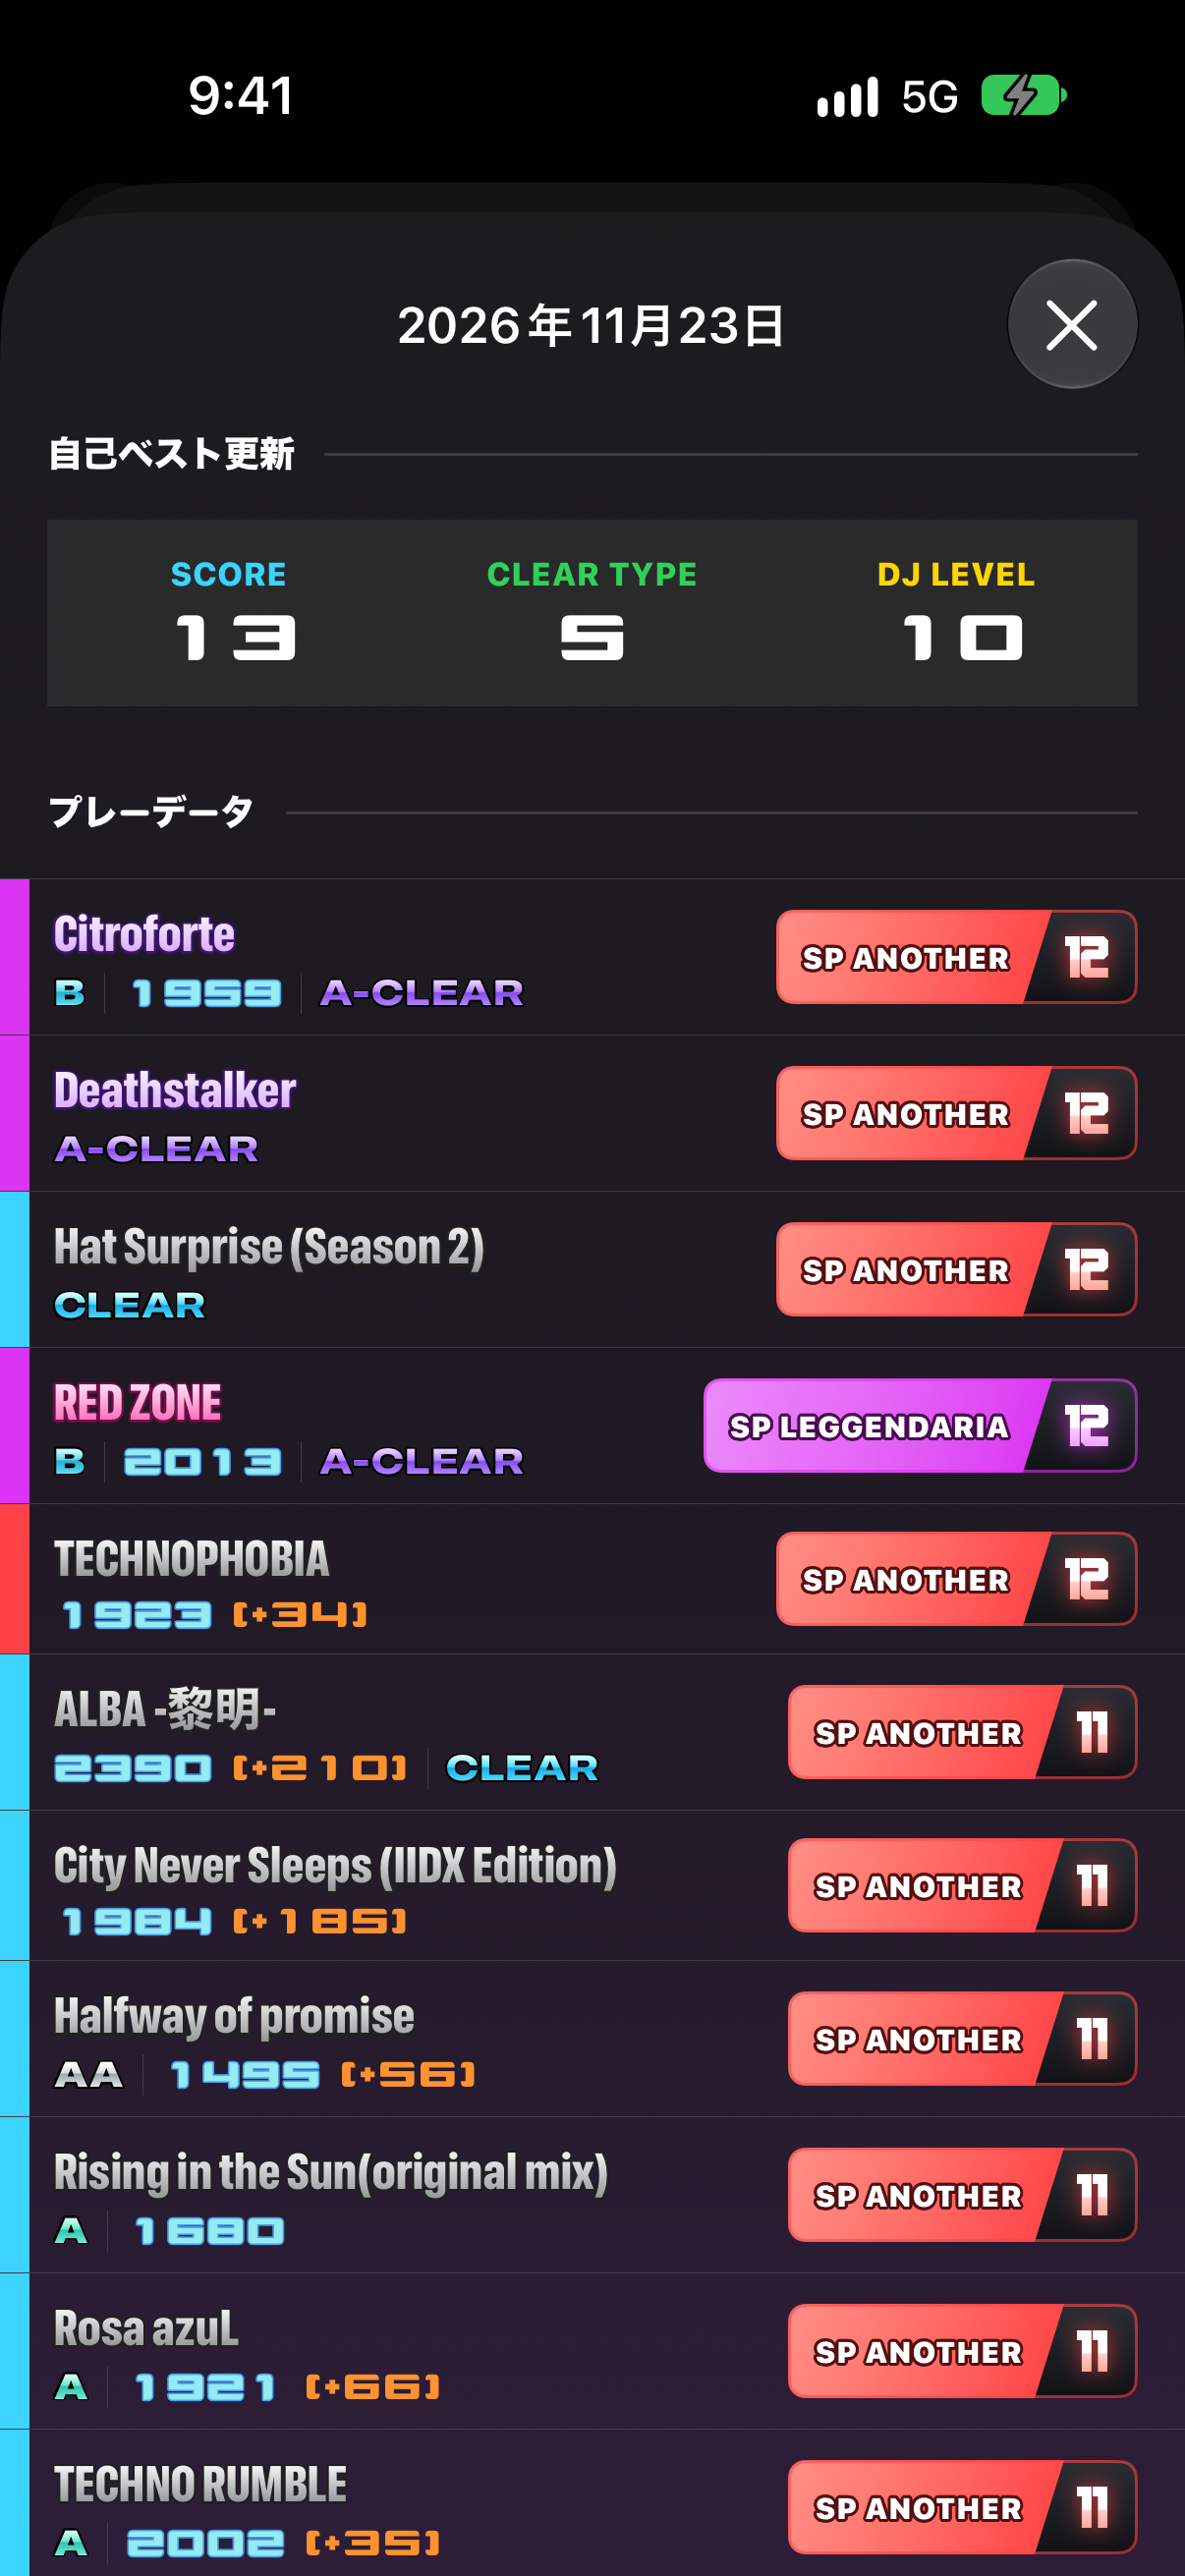 9:41
5G
2026年11月23日
自己ベスト更新
SCORE CLEAR TYPE DJ LEVEL
13 5 10
プレーデータ
Citroforte
B 1959 A-CLEAR
SP ANOTHER 12
Deathstalker
A-CLEAR
SP ANOTHER 12
Hat Surprise (Season 2)
CLEAR
SP ANOTHER 12
RED ZONE
B 2013 A-CLEAR
SP LEGGENDARIA 12
TECHNOPHOBIA
1923 (+34)
SP ANOTHER 12
ALBA -黎明-
2390 (+210) CLEAR
SP ANOTHER 11
City Never Sleeps (IIDX Edition)
1984 (+185)
SP ANOTHER 11
Halfway of promise
AA 1495 (+56)
SP ANOTHER 11
Rising in the Sun(original mix)
A 1680
SP ANOTHER 11
Rosa azuL
A 1921 (+66)
SP ANOTHER 11
TECHNO RUMBLE
A 2002 (+35)
SP ANOTHER 11